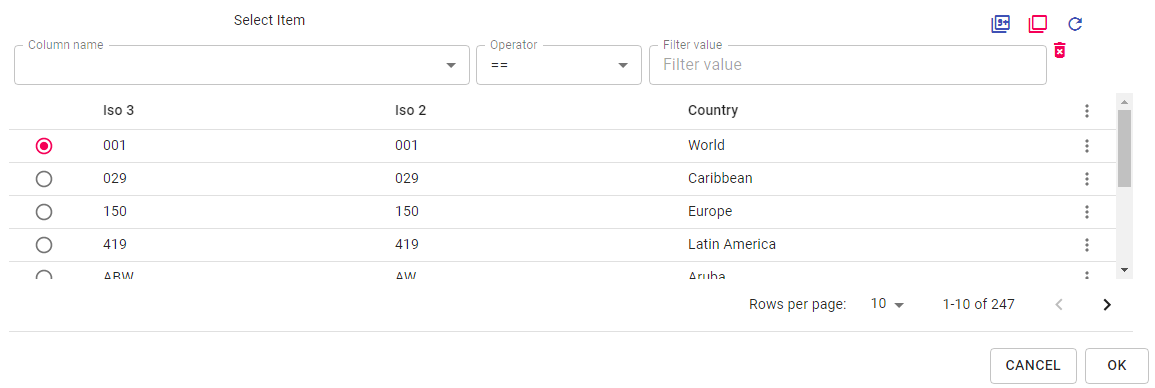 Select Item
9+
Column name
Operator
==
Filter value
Filter value
Iso 3 Iso 2 Country
001 001 World
029 029 Caribbean
150 150 Europe
419 419 Latin America
ABW AW Aruba
Rows per page: 10 1-10 of 247
CANCEL OK